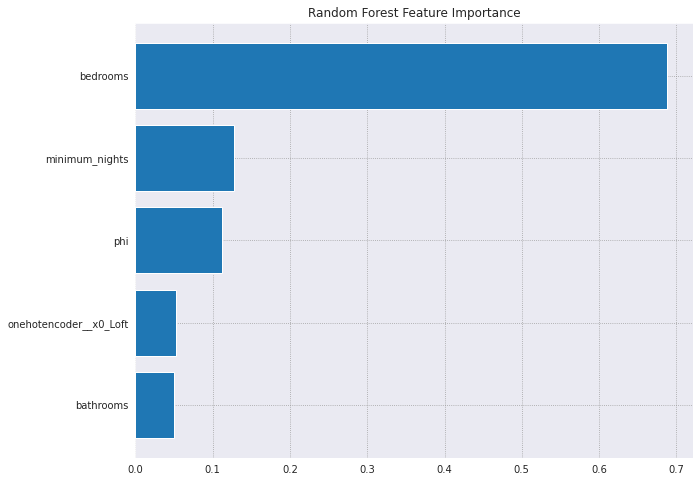 Random Forest Feature Importance
bedrooms
minimum_nights
phi
onehotencoder__x0_Loft
bathrooms
0.0 0.1 0.2 0.3 0.4 0.5 0.6 0.7